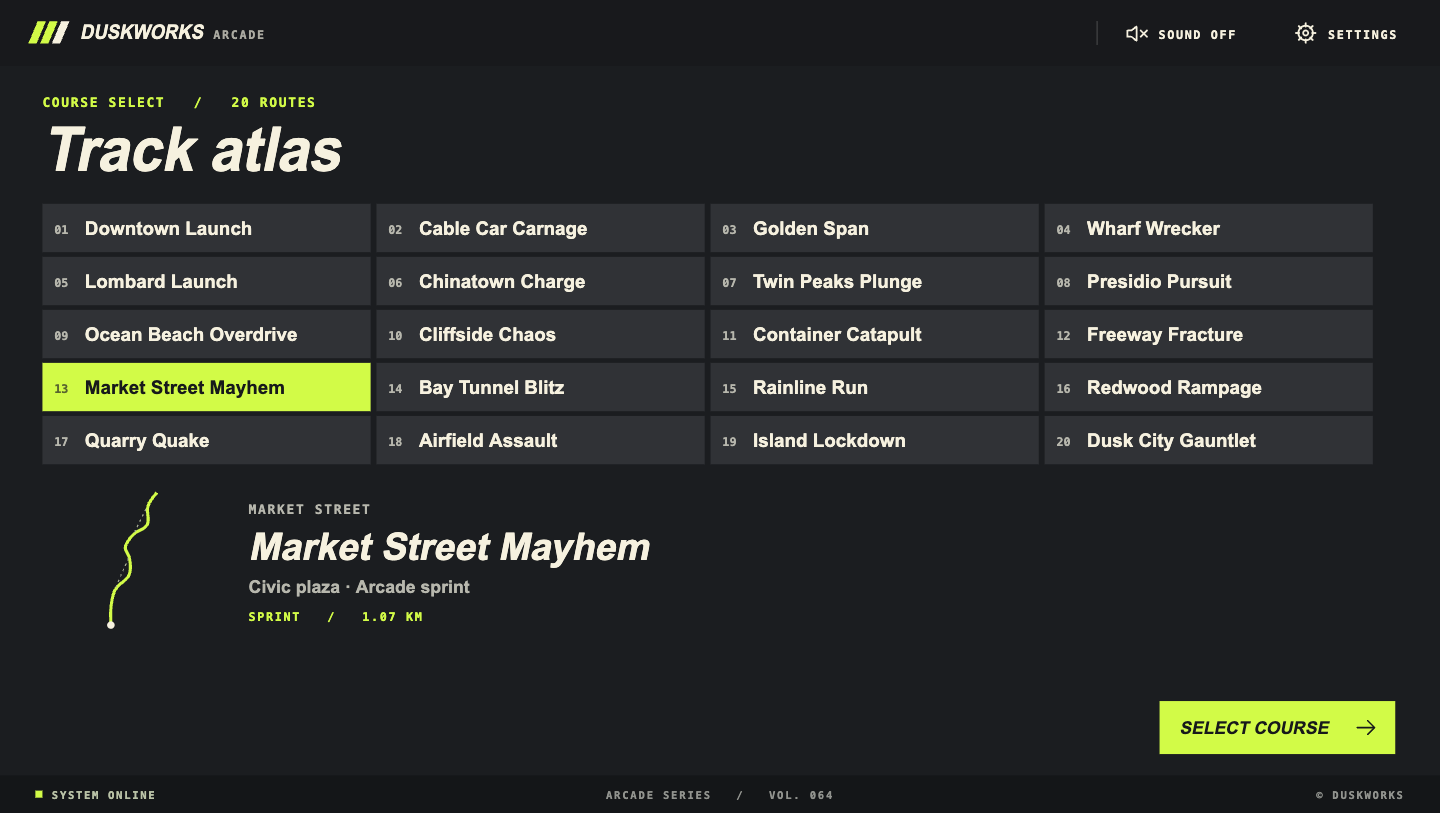 DUSKWORKS ARCADE
SOUND OFF
SETTINGS
COURSE SELECT / 20 ROUTES
Track atlas
01 Downtown Launch
02 Cable Car Carnage
03 Golden Span
04 Wharf Wrecker
05 Lombard Launch
06 Chinatown Charge
07 Twin Peaks Plunge
08 Presidio Pursuit
09 Ocean Beach Overdrive
10 Cliffside Chaos
11 Container Catapult
12 Freeway Fracture
13 Market Street Mayhem
14 Bay Tunnel Blitz
15 Rainline Run
16 Redwood Rampage
17 Quarry Quake
18 Airfield Assault
19 Island Lockdown
20 Dusk City Gauntlet
MARKET STREET
Market Street Mayhem
Civic plaza · Arcade sprint
SPRINT / 1.07 KM
SELECT COURSE
SYSTEM ONLINE
ARCADE SERIES / VOL. 064
© DUSKWORKS